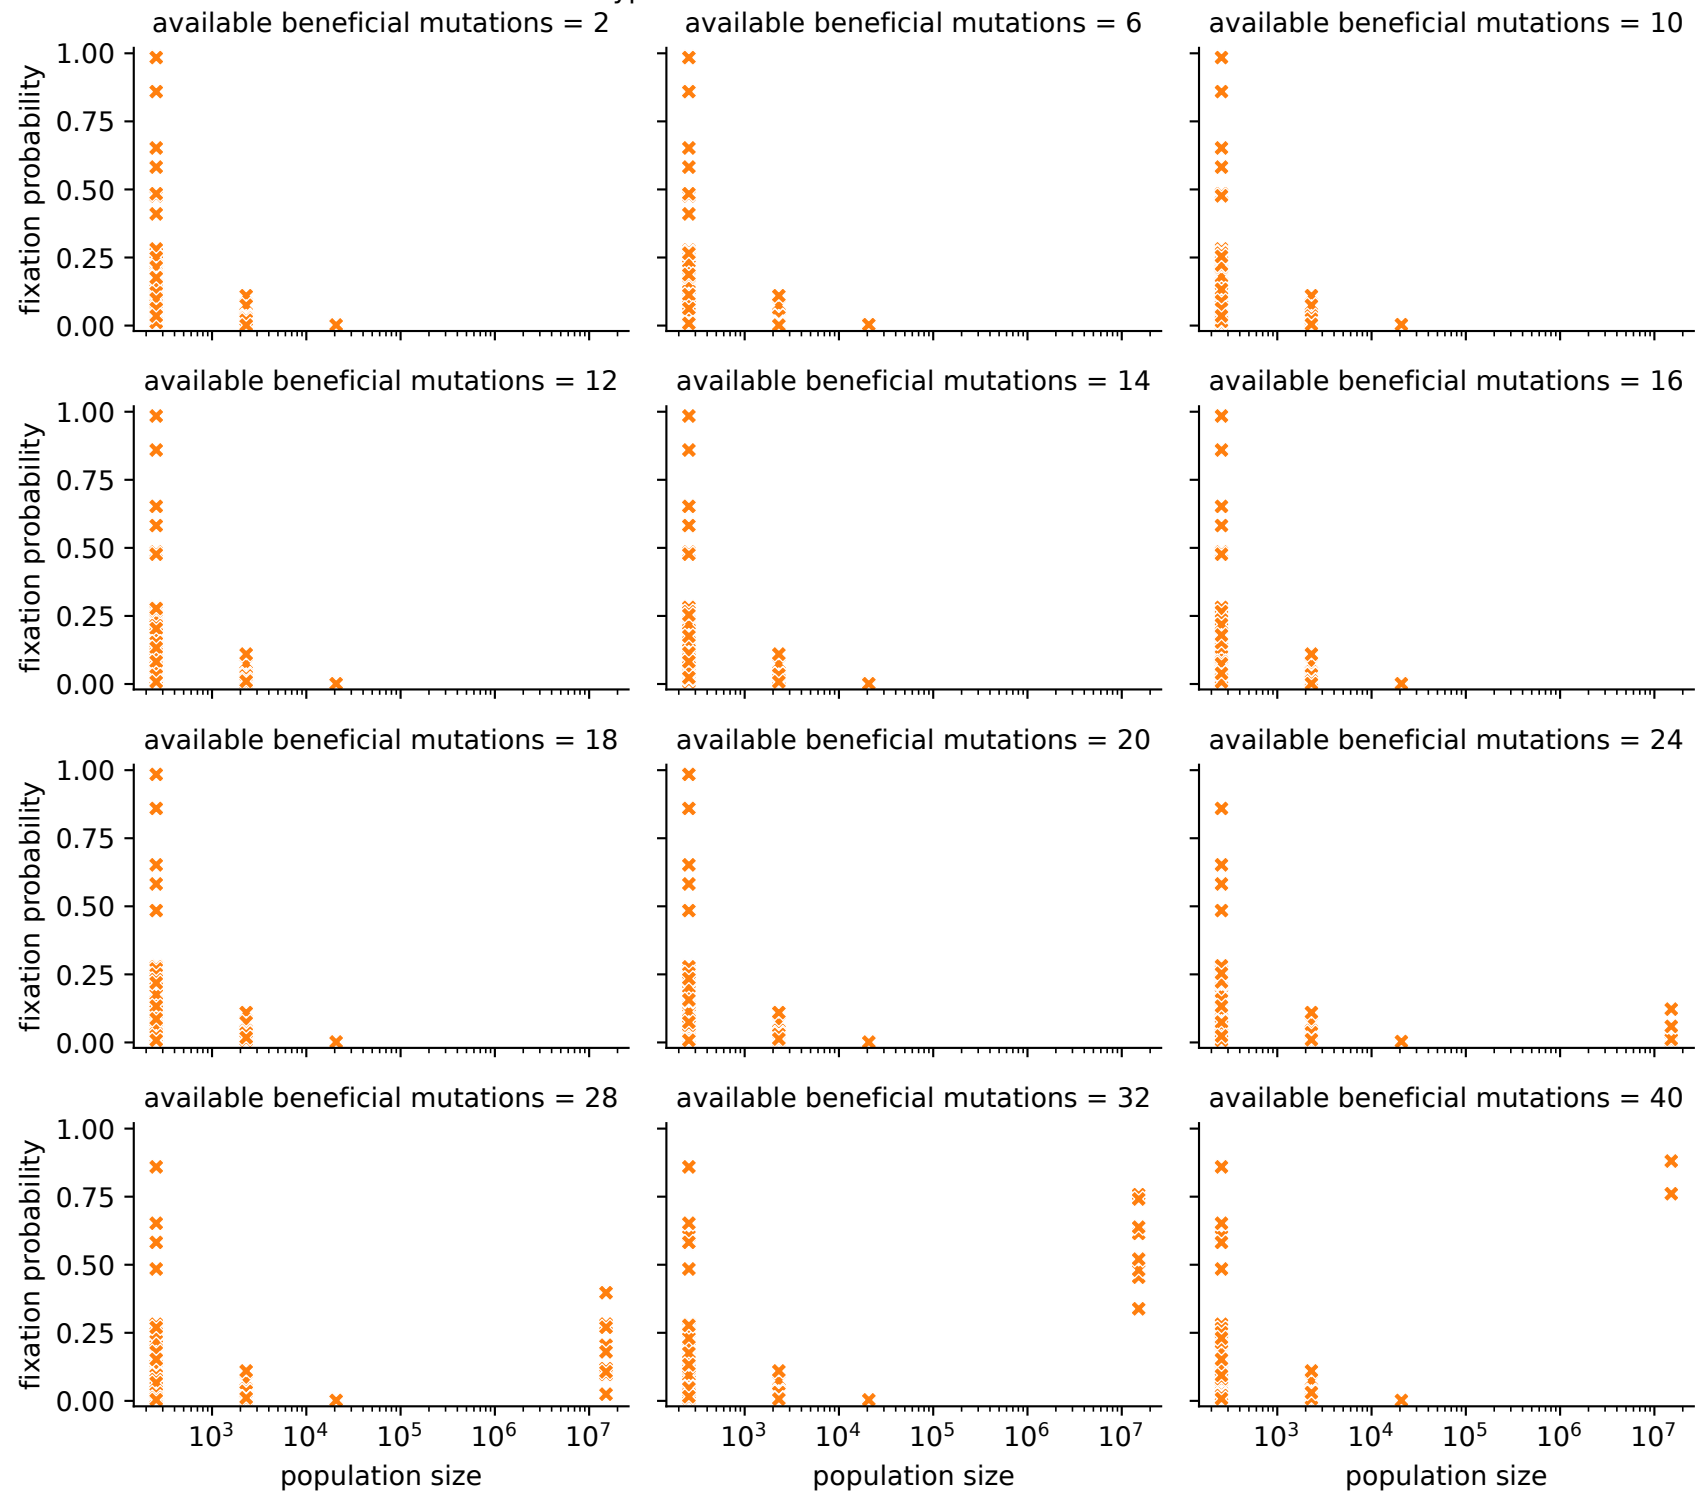 available beneficial mutations = 2
available beneficial mutations = 6
available beneficial mutations = 10
fixation probability
1.00
0.75
0.50
0.25
0.00
available beneficial mutations = 12
available beneficial mutations = 14
available beneficial mutations = 16
fixation probability
1.00
0.75
0.50
0.25
0.00
available beneficial mutations = 18
available beneficial mutations = 20
available beneficial mutations = 24
fixation probability
1.00
0.75
0.50
0.25
0.00
available beneficial mutations = 28
available beneficial mutations = 32
available beneficial mutations = 40
fixation probability
1.00
0.75
0.50
0.25
0.00
10³ 10⁴ 10⁵ 10⁶ 10⁷
10³ 10⁴ 10⁵ 10⁶ 10⁷
10³ 10⁴ 10⁵ 10⁶ 10⁷
population size
population size
population size